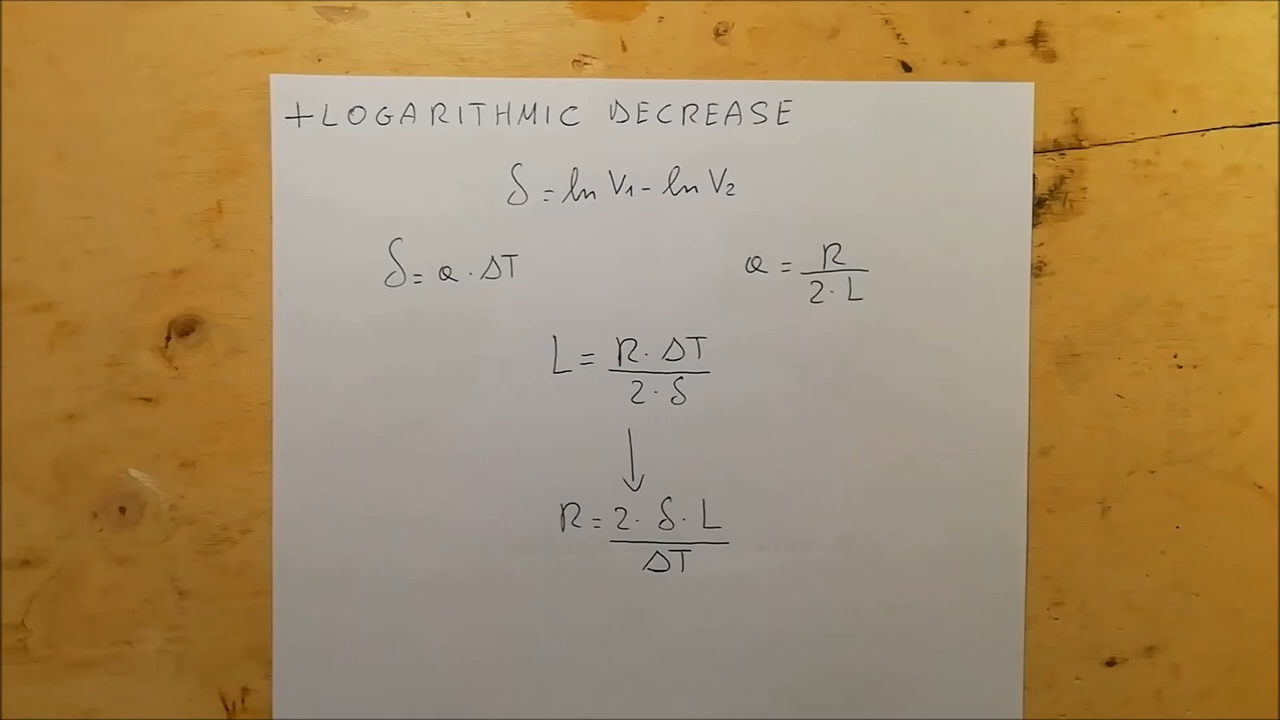 +LOGARITHMIC DECREASE
δ = ln V₁ - ln V₂
δ = a · ΔT
a = R / 2 · L
L = R · ΔT / 2 · δ
↓
R = 2 · δ · L / ΔT